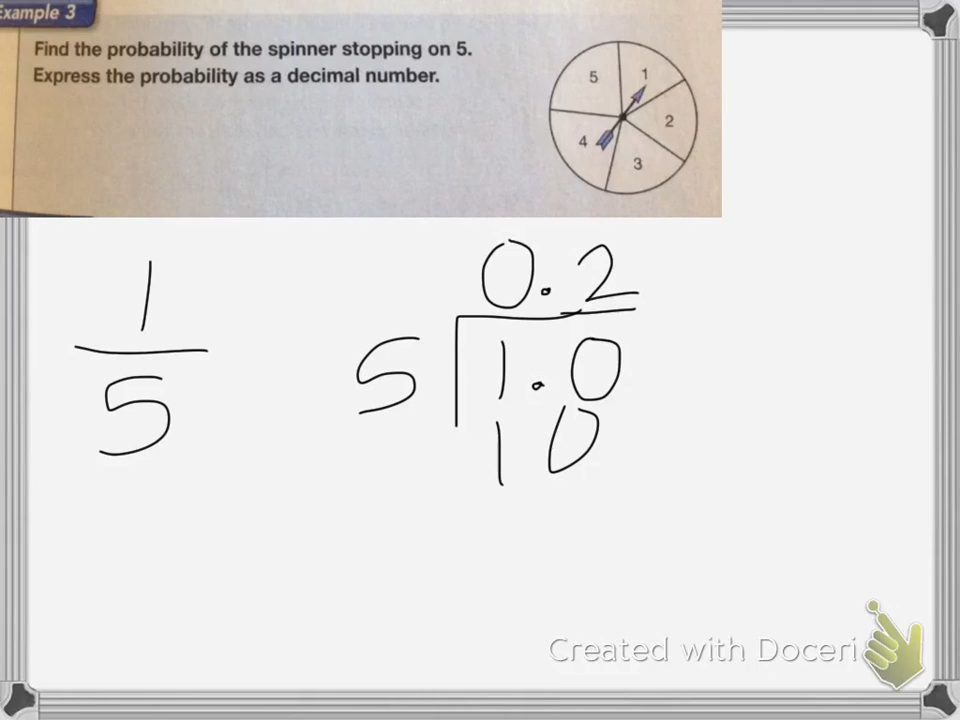 Example 3
Find the probability of the spinner stopping on 5.
Express the probability as a decimal number.
5 1
2
4
3
1
5
0.2
5 1.0
10
Created with Doceri